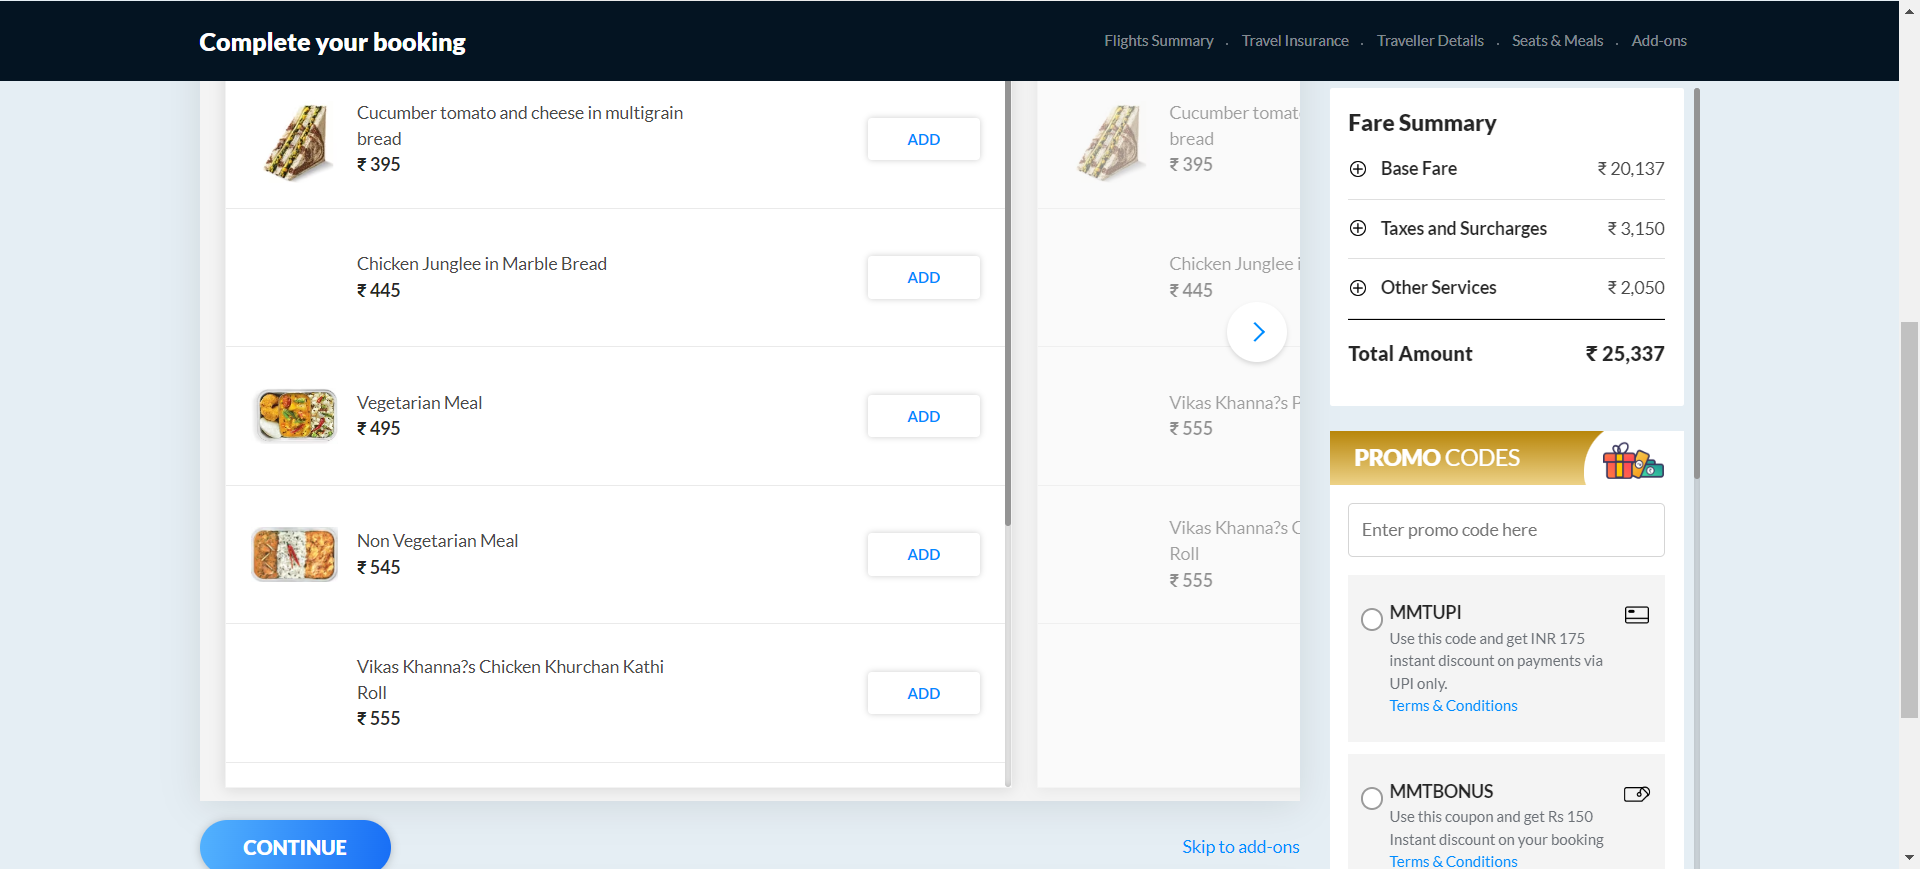 Complete your booking
Flights Summary . Travel Insurance . Traveller Details . Seats & Meals . Add-ons
Cucumber tomato and cheese in multigrain
bread
₹ 395
ADD
Chicken Junglee in Marble Bread
₹ 445
ADD
Vegetarian Meal
₹ 495
ADD
Non Vegetarian Meal
₹ 545
ADD
Vikas Khanna?s Chicken Khurchan Kathi
Roll
₹ 555
ADD
Cucumber tomat
bread
₹ 395
Chicken Junglee i
₹ 445
Vikas Khanna?s P
₹ 555
Vikas Khanna?s C
Roll
₹ 555
CONTINUE
Skip to add-ons
Fare Summary
Base Fare ₹ 20,137
Taxes and Surcharges ₹ 3,150
Other Services ₹ 2,050
Total Amount ₹ 25,337
PROMO CODES
Enter promo code here
MMTUPI
Use this code and get INR 175
instant discount on payments via
UPI only.
Terms & Conditions
MMTBONUS
Use this coupon and get Rs 150
Instant discount on your booking
Terms & Conditions